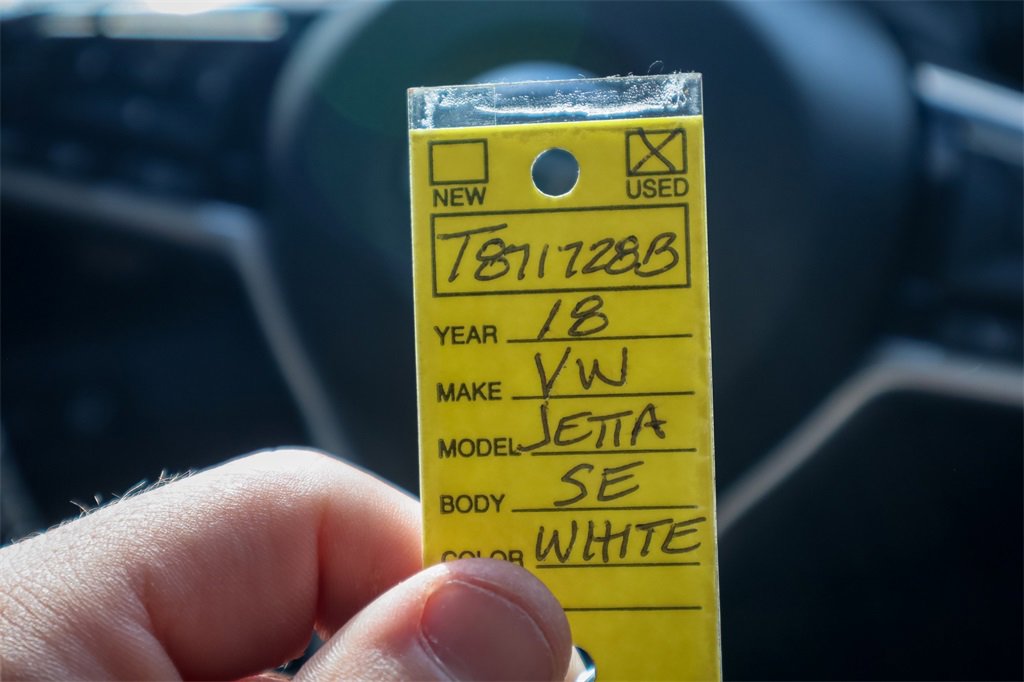 NEW USED
T871728B
YEAR 18
MAKE VW
MODEL JETTA
BODY SE
COLOR WHITE